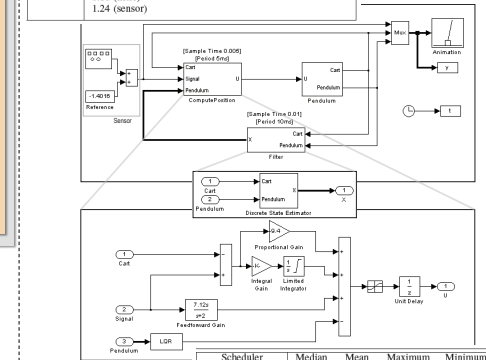 1.24 (sensor)
Mux
Animation
y
[Sample Time 0.005]
[Period 5ms]
Cart
Signal
Pendulum
U
ComputePosition
U
Cart
Pendulum
Pendulum
-1.4016
Reference
Sensor
t
[Sample Time 0.01]
[Period 10ms]
X
Cart
Pendulum
Filter
1
Cart
2
Pendulum
Cart
Pendulum
X
1
X
Discrete State Estimator
-9.4
Proportional Gain
1
Cart
-K-
Integral
Gain
1
s
Limited
Integrator
2
Signal
7.12s
s+2
Feedforward Gain
1
z
Unit Delay
1
U
3
Pendulum
LQR
Scheduler Median Mean Maximum Minimum